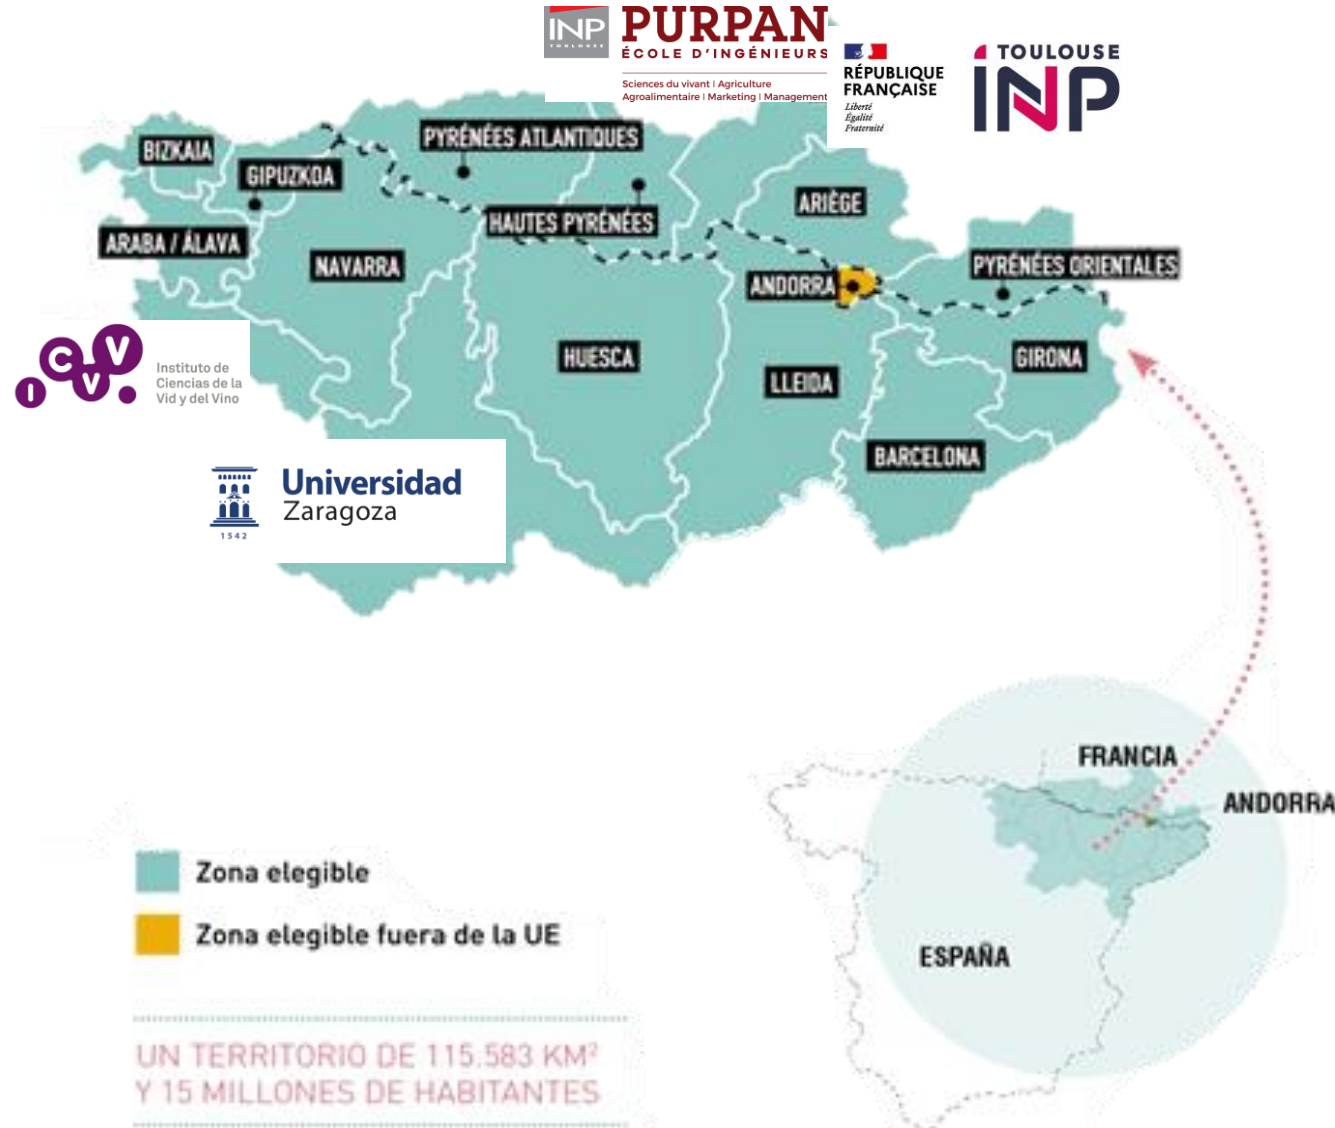 INP
TOULOUSE
PURPAN
ÉCOLE D'INGÉNIEURS
Sciences du vivant | Agriculture
Agroalimentaire | Marketing | Management
RÉPUBLIQUE
FRANÇAISE
Liberté
Égalité
Fraternité
TOULOUSE
INP
BIZKAIA
GIPUZKOA
PYRÉNÉES ATLANTIQUES
ARABA / ÁLAVA
NAVARRA
HAUTES PYRÉNÉES
ARIÈGE
ANDORRA
PYRÉNÉES ORIENTALES
HUESCA
LLEIDA
GIRONA
BARCELONA
ICVV
Instituto de
Ciencias de la
Vid y del Vino
Universidad
Zaragoza
1542
FRANCIA
ANDORRA
ESPAÑA
Zona elegible
Zona elegible fuera de la UE
UN TERRITORIO DE 115.583 KM²
Y 15 MILLONES DE HABITANTES